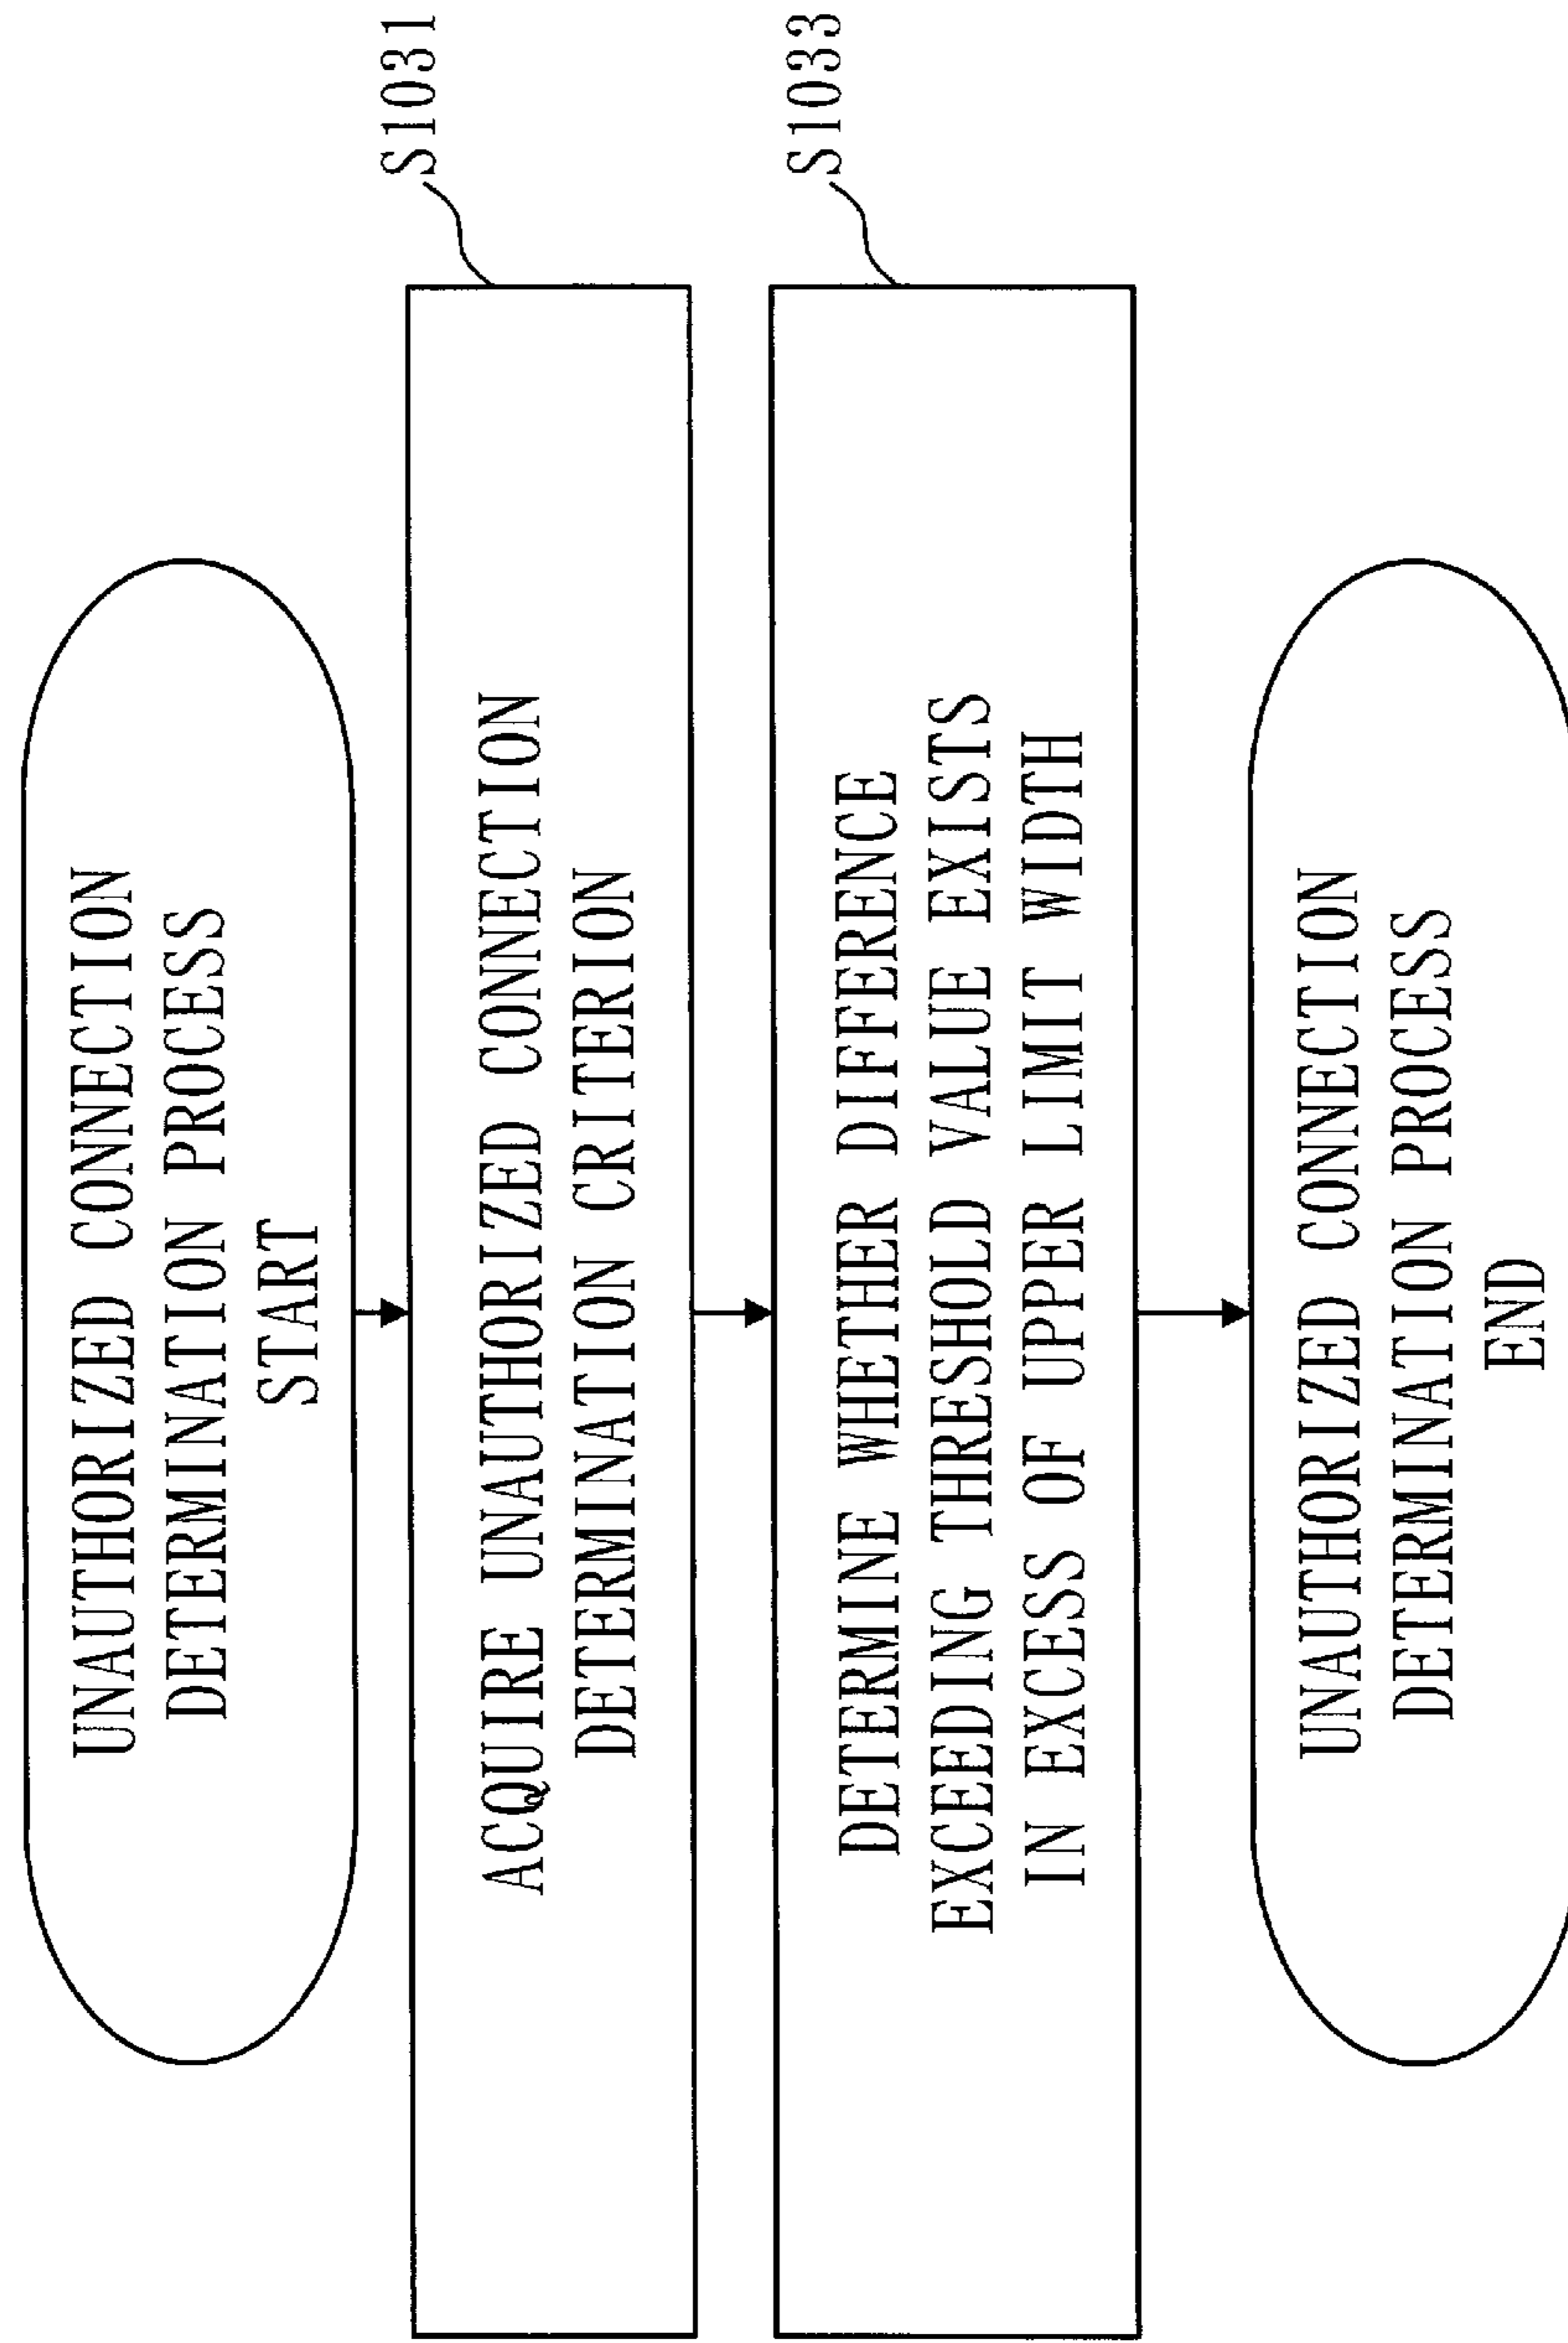 UNAUTHORIZED CONNECTION
DETERMINATION PROCESS
START
S1031
ACQUIRE UNAUTHORIZED CONNECTION
DETERMINATION CRITERION
S1033
DETERMINE WHETHER DIFFERENCE
EXCEEDING THRESHOLD VALUE EXISTS
IN EXCESS OF UPPER LIMIT WIDTH
UNAUTHORIZED CONNECTION
DETERMINATION PROCESS
END